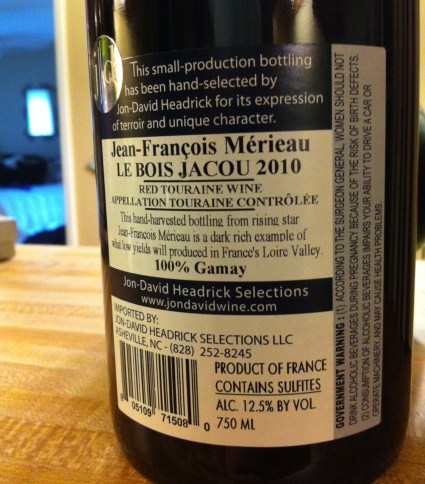 This small-production bottling
has been hand-selected by
Jon-David Headrick for its expression
of terroir and unique character.
Jean-François Mérieau
LE BOIS JACOU 2010
RED TOURAINE WINE
APPELLATION TOURAINE CONTRÔLÉE
This hand-harvested bottling from rising star
Jean-François Mérieau is a dark rich example of
what low yields will produced in France's Loire Valley.
100% Gamay
Jon-David Headrick Selections
www.jondavidwine.com
IMPORTED BY:
JON-DAVID HEADRICK SELECTIONS LLC
ASHEVILLE, NC - (828) 252-8245
PRODUCT OF FRANCE
CONTAINS SULFITES
ALC. 12.5% BY VOL
750 ML
05109 71508 0
GOVERNMENT WARNING : (1) ACCORDING TO THE SURGEON GENERAL, WOMEN SHOULD NOT
DRINK ALCOHOLIC BEVERAGES DURING PREGNANCY BECAUSE OF THE RISK OF BIRTH DEFECTS.
(2) CONSUMPTION OF ALCOHOLIC BEVERAGES IMPAIRS YOUR ABILITY TO DRIVE A CAR OR
OPERATE MACHINERY, AND MAY CAUSE HEALTH PROBLEMS.